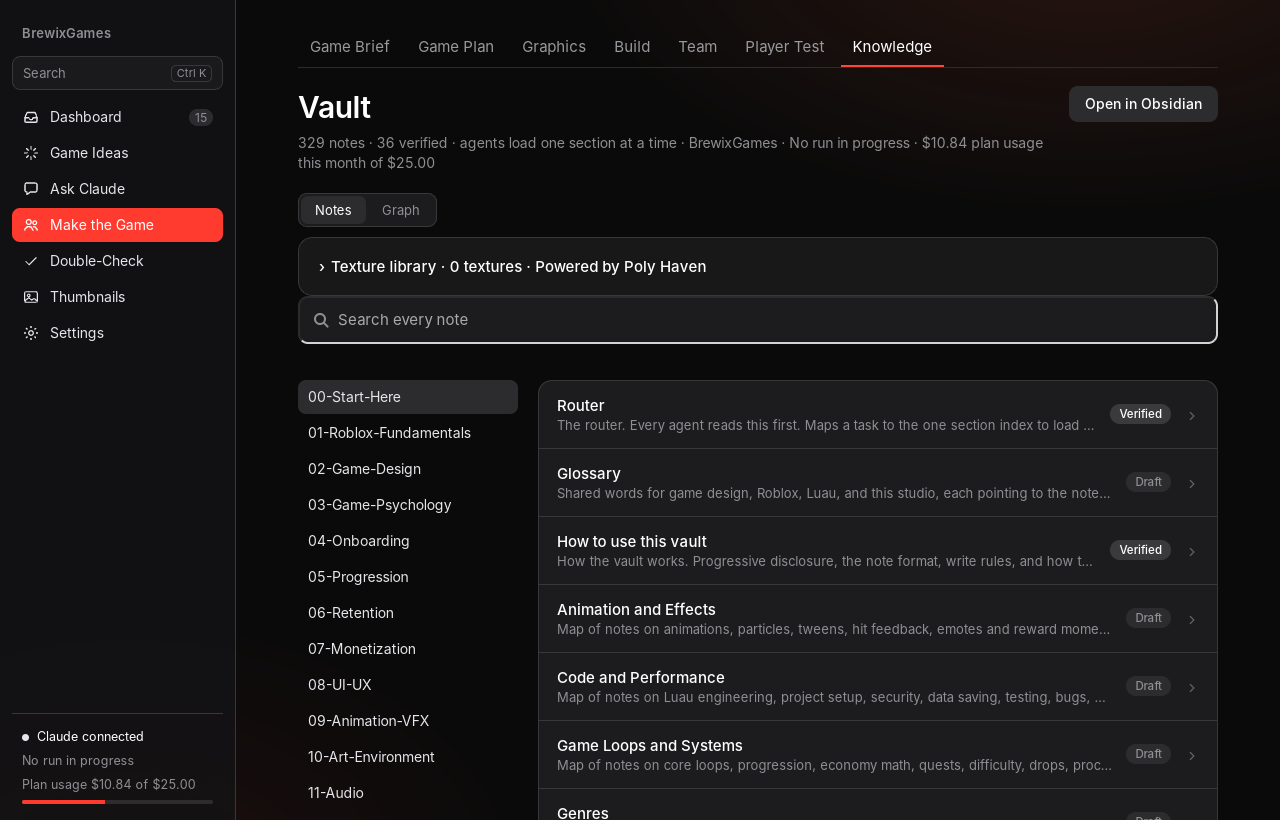 BrewixGames
Search
Ctrl K
Dashboard
15
Game Ideas
Ask Claude
Make the Game
Double-Check
Thumbnails
Settings
Claude connected
No run in progress
Plan usage $10.84 of $25.00
Game Brief
Game Plan
Graphics
Build
Team
Player Test
Knowledge
Vault
Open in Obsidian
329 notes · 36 verified · agents load one section at a time · BrewixGames · No run in progress · $10.84 plan usage
this month of $25.00
Notes
Graph
› Texture library · 0 textures · Powered by Poly Haven
Search every note
00-Start-Here
01-Roblox-Fundamentals
02-Game-Design
03-Game-Psychology
04-Onboarding
05-Progression
06-Retention
07-Monetization
08-UI-UX
09-Animation-VFX
10-Art-Environment
11-Audio
Router
The router. Every agent reads this first. Maps a task to the one section index to load ...
Verified
Glossary
Shared words for game design, Roblox, Luau, and this studio, each pointing to the note...
Draft
How to use this vault
How the vault works. Progressive disclosure, the note format, write rules, and how t...
Verified
Animation and Effects
Map of notes on animations, particles, tweens, hit feedback, emotes and reward mome...
Draft
Code and Performance
Map of notes on Luau engineering, project setup, security, data saving, testing, bugs, ...
Draft
Game Loops and Systems
Map of notes on core loops, progression, economy math, quests, difficulty, drops, proc...
Draft
Genres
Draft